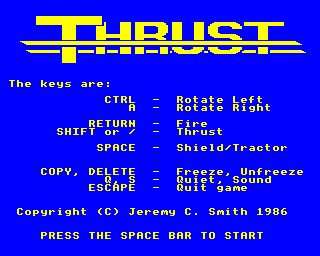 THRUST
The keys are:
CTRL - Rotate Left
A - Rotate Right
RETURN - Fire
SHIFT or / - Thrust
SPACE - Shield/Tractor
COPY, DELETE - Freeze, Unfreeze
Q, S - Quiet, Sound
ESCAPE - Quit game
Copyright (C) Jeremy C. Smith 1986
PRESS THE SPACE BAR TO START